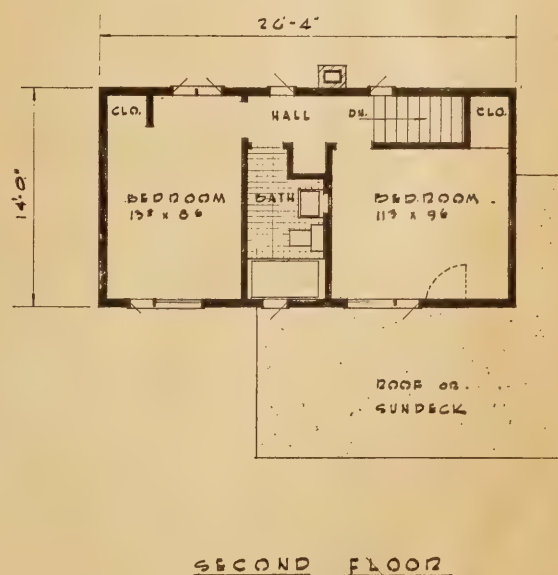 26'-4"
14'-0"
CLO.
HALL
DN.
CLO.
BEDROOM
13³ x 8⁶
BATH
BEDROOM
11³ x 9⁶
ROOF OR
SUNDECK
SECOND FLOOR